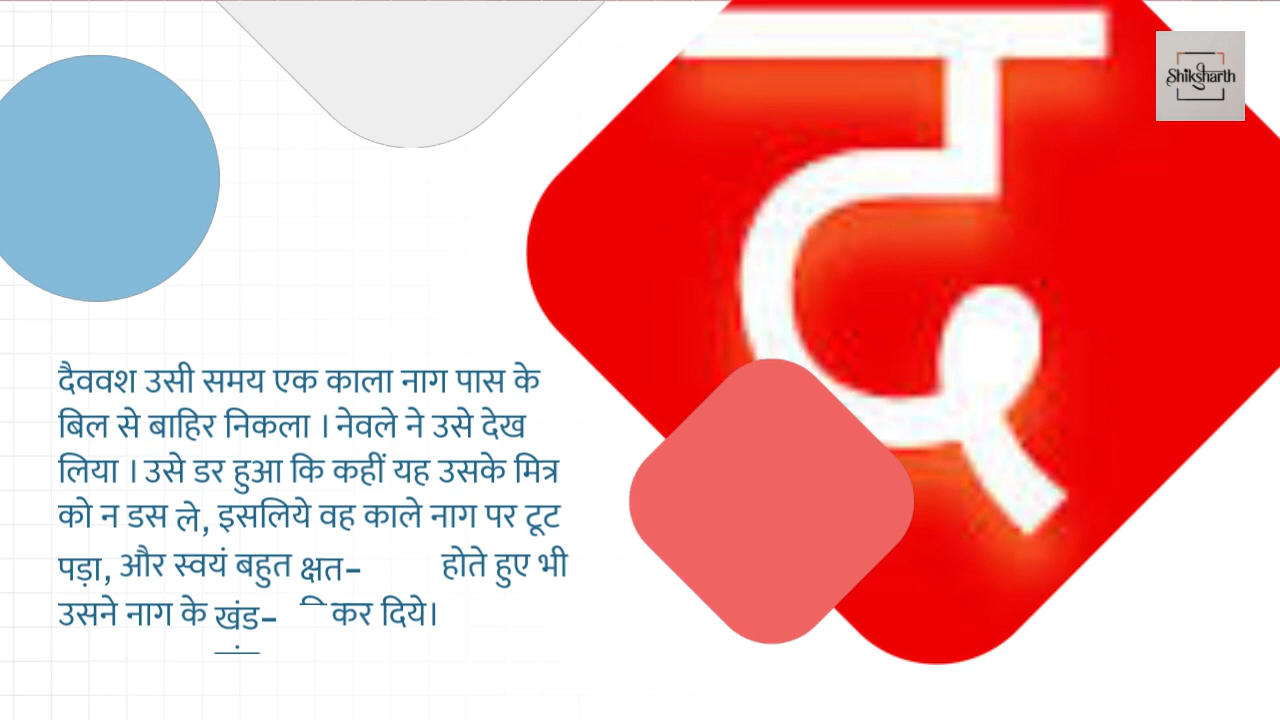 द
Shiksharth
दैववश उसी समय एक काला नाग पास के
बिल से बाहिर निकला । नेवले ने उसे देख
लिया । उसे डर हुआ कि कहीं यह उसके मित्र
को न डस ले, इसलिये वह काले नाग पर टूट
पड़ा, और स्वयं बहुत क्षत- होते हुए भी
उसने नाग के खंड- कर दिये।